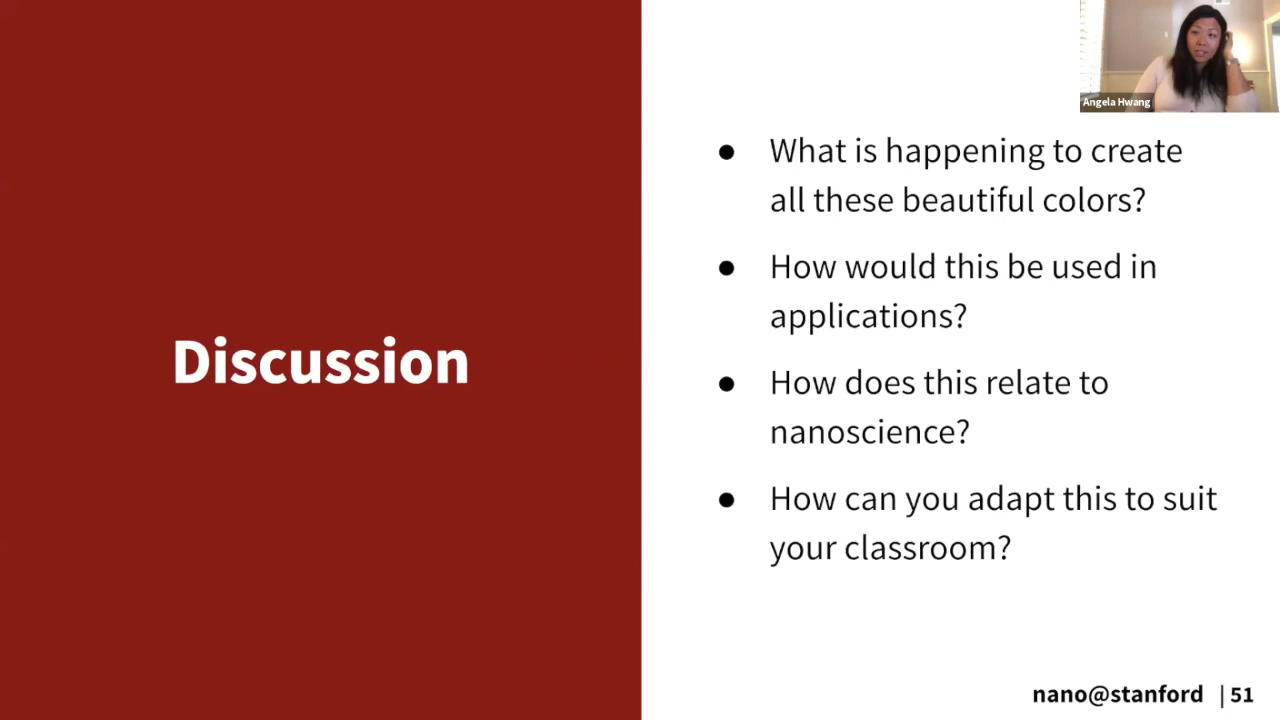 Angela Hwang
Discussion
● What is happening to create
all these beautiful colors?
● How would this be used in
applications?
● How does this relate to
nanoscience?
● How can you adapt this to suit
your classroom?
nano@stanford | 51